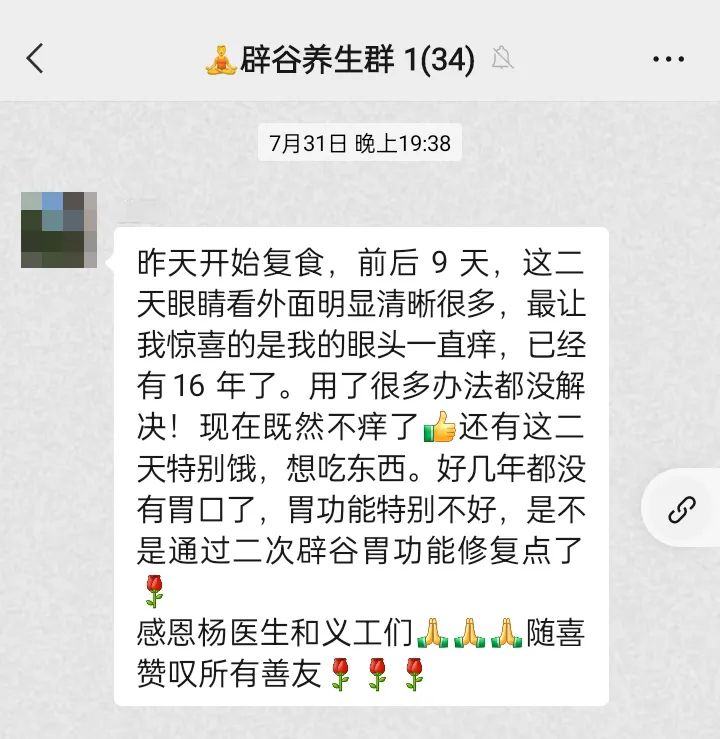 辟谷养生群 1(34)
7月31日 晚上19:38
昨天开始复食，前后 9 天，这二
天眼睛看外面明显清晰很多，最让
我惊喜的是我的眼头一直痒，已经
有16 年了。用了很多办法都没解
决！现在既然不痒了👍还有这二
天特别饿，想吃东西。好几年都没
有胃口了，胃功能特别不好，是不
是通过二次辟谷胃功能修复点了
🌹
感恩杨医生和义工们🙏🙏🙏随喜
赞叹所有善友🌹🌹🌹